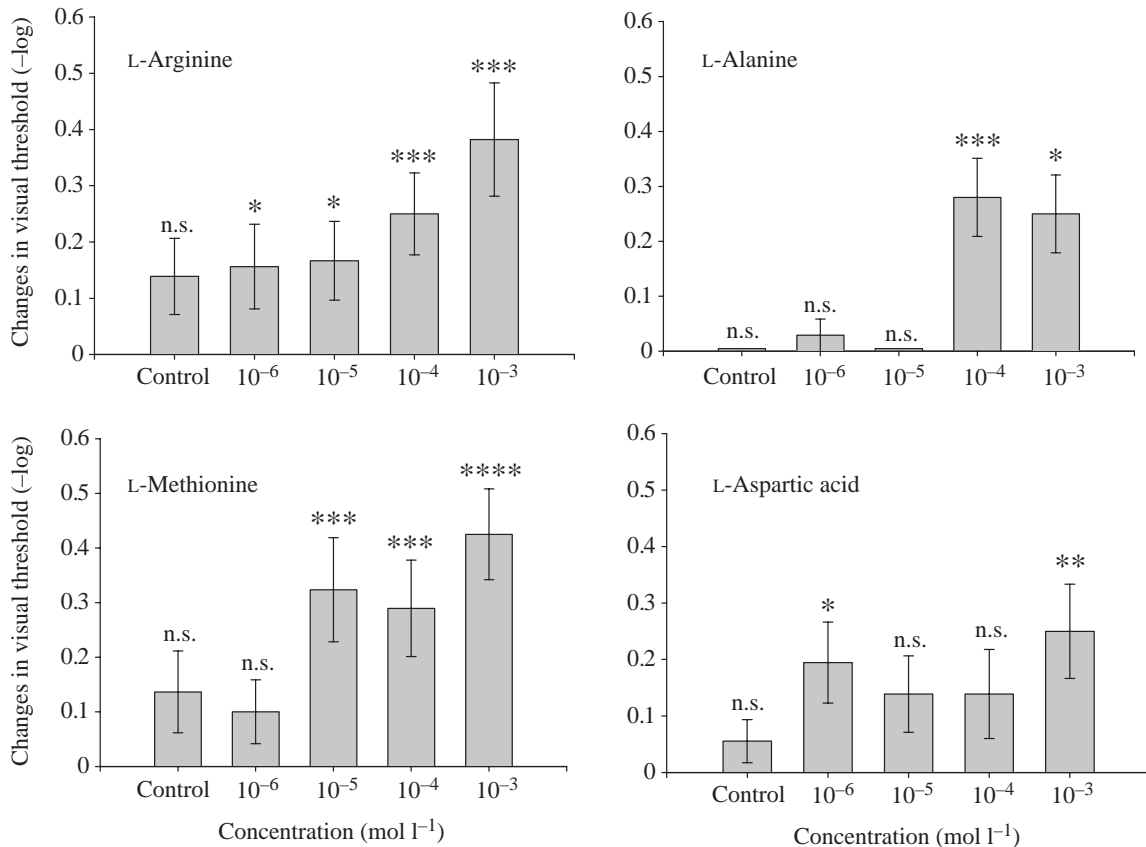 Changes in visual threshold (–log)
0.6
0.5
0.4
0.3
0.2
0.1
0
L-Arginine
n.s.
*
*
***
***
Control 10⁻⁶ 10⁻⁵ 10⁻⁴ 10⁻³
0.6
0.5
0.4
0.3
0.2
0.1
0
L-Alanine
n.s.
n.s.
n.s.
***
*
Control 10⁻⁶ 10⁻⁵ 10⁻⁴ 10⁻³
Changes in visual threshold (–log)
0.6
0.5
0.4
0.3
0.2
0.1
0
L-Methionine
n.s.
n.s.
***
***
****
Control 10⁻⁶ 10⁻⁵ 10⁻⁴ 10⁻³
Concentration (mol l⁻¹)
0.6
0.5
0.4
0.3
0.2
0.1
0
L-Aspartic acid
n.s.
*
n.s.
n.s.
**
Control 10⁻⁶ 10⁻⁵ 10⁻⁴ 10⁻³
Concentration (mol l⁻¹)